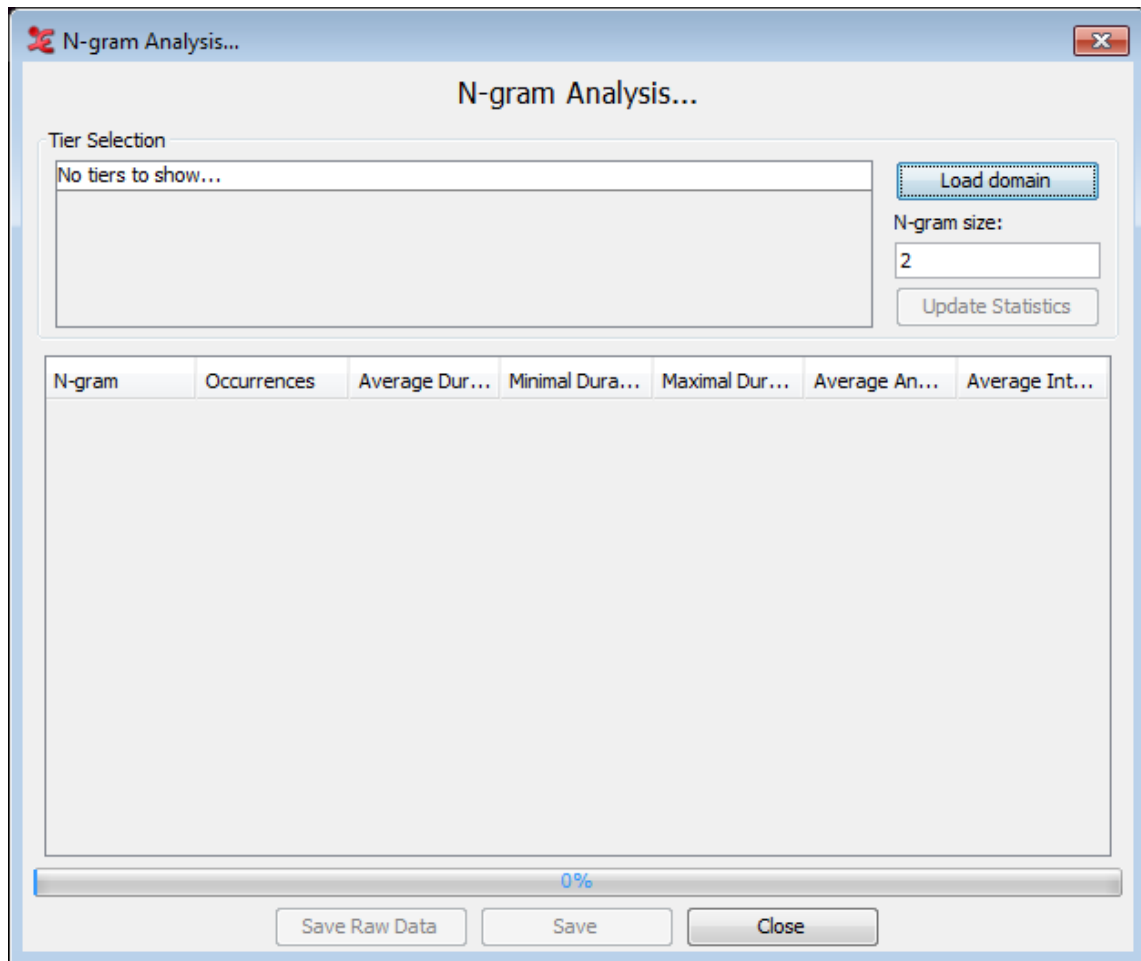 N-gram Analysis...
N-gram Analysis...
Tier Selection
No tiers to show...
Load domain
N-gram size:
2
Update Statistics
N-gram Occurrences Average Dur... Minimal Dura... Maximal Dur... Average An... Average Int...
0%
Save Raw Data Save Close